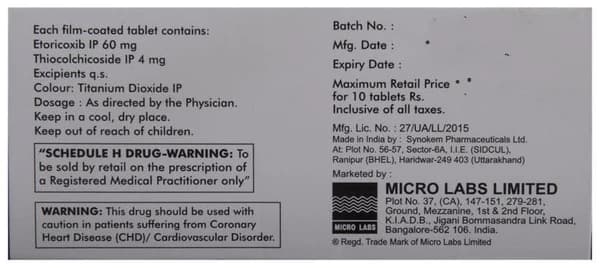 Each film-coated tablet contains:
Etoricoxib IP 60 mg
Thiocolchicoside IP 4 mg
Excipients q.s.
Colour: Titanium Dioxide IP
Dosage : As directed by the Physician.
Keep in a cool, dry place.
Keep out of reach of children.
"SCHEDULE H DRUG-WARNING: To
be sold by retail on the prescription of
a Registered Medical Practitioner only"
WARNING: This drug should be used with
caution in patients suffering from Coronary
Heart Disease (CHD)/ Cardiovascular Disorder.
Batch No. :
Mfg. Date :
Expiry Date :
Maximum Retail Price
for 10 tablets Rs.
Inclusive of all taxes.
Mfg. Lic. No. : 27/UA/LL/2015
Made in India by : Synokem Pharmaceuticals Ltd.
At: Plot No. 56-57, Sector-6A, I.I.E. (SIDCUL),
Ranipur (BHEL), Haridwar-249 403 (Uttarakhand)
Marketed by :
MICRO LABS
MICRO LABS LIMITED
Plot No. 37, (CA), 147-151, 279-281,
Ground, Mezzanine, 1st & 2nd Floor,
K.I.A.D.B., Jigani Bommasandra Link Road,
Bangalore-562 106. India.
® Regd. Trade Mark of Micro Labs Limited